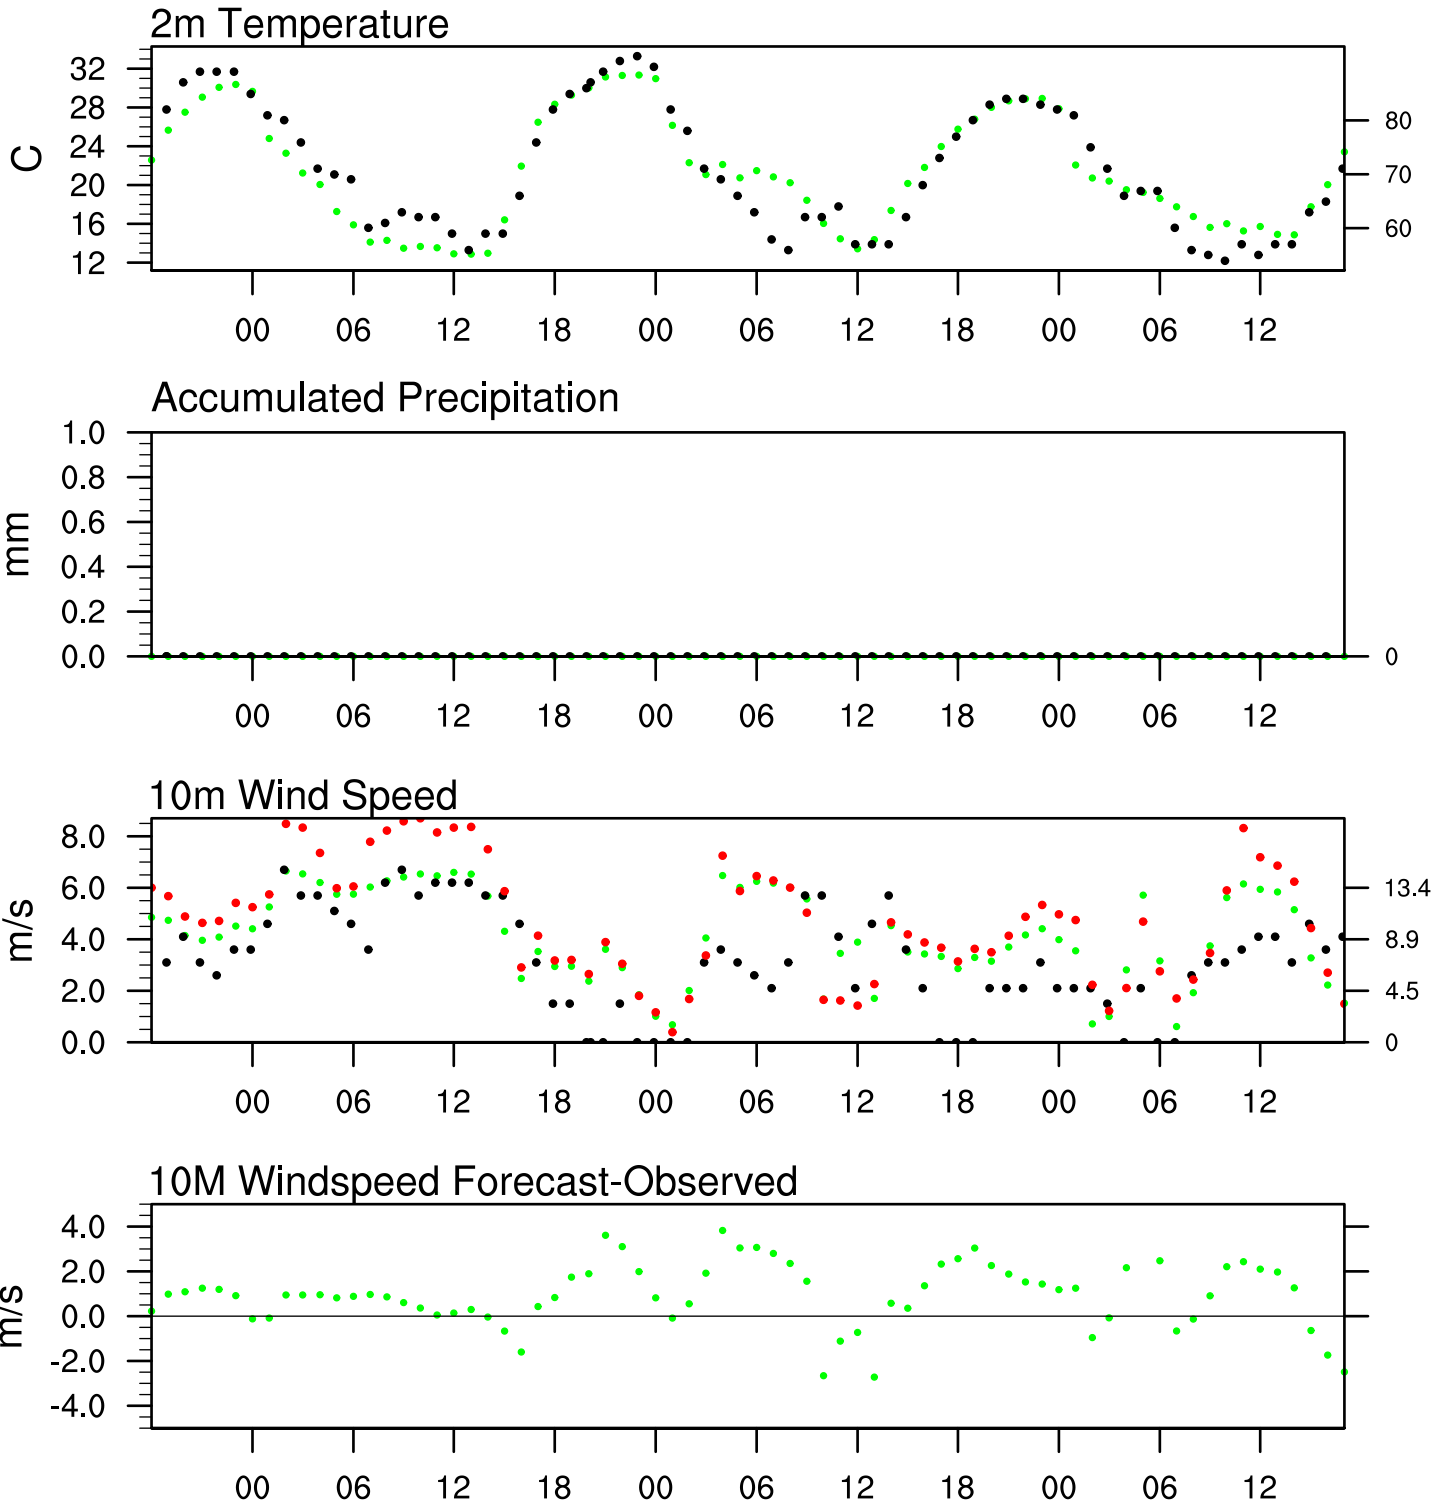 2m Temperature
32
28
24
20
16
12
C
80
70
60
00 06 12 18 00 06 12 18 00 06 12
Accumulated Precipitation
1.0
0.8
0.6
0.4
0.2
0.0
mm
0
00 06 12 18 00 06 12 18 00 06 12
10m Wind Speed
8.0
6.0
4.0
2.0
0.0
m/s
13.4
8.9
4.5
0
00 06 12 18 00 06 12 18 00 06 12
10M Windspeed Forecast-Observed
4.0
2.0
0.0
-2.0
-4.0
m/s
00 06 12 18 00 06 12 18 00 06 12